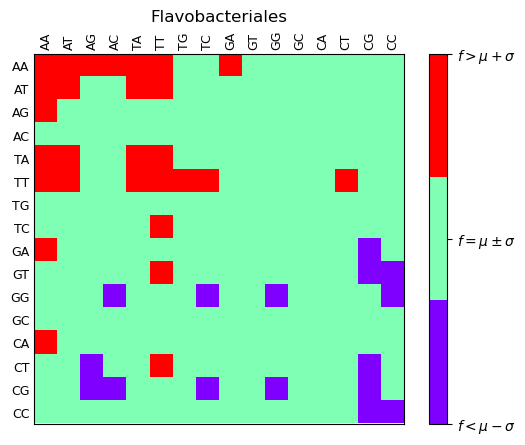 Flavobacteriales
AA AT AG AC TA TT TG TC GA GT GG GC CA CT CG CC
AA
AT
AG
AC
TA
TT
TG
TC
GA
GT
GG
GC
CA
CT
CG
CC
f > μ + σ
f = μ ± σ
f < μ − σ